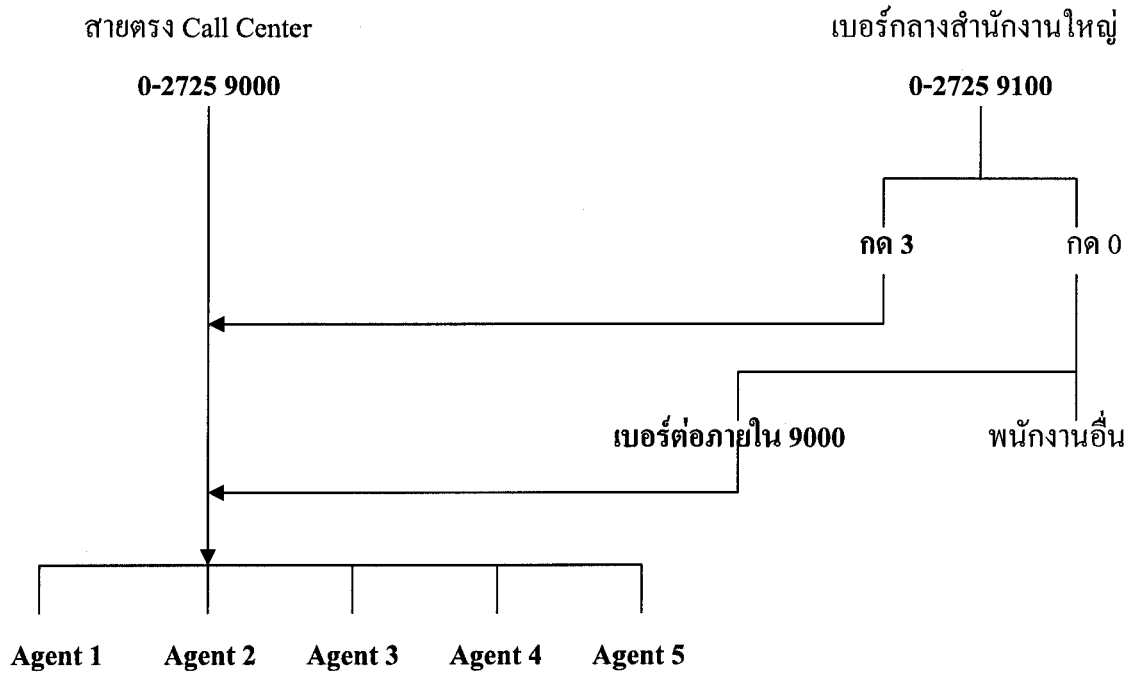 สายตรง Call Center
เบอร์กลางสำนักงานใหญ่
0-2725 9000
0-2725 9100
กด 3
กด 0
เบอร์ต่อภายใน 9000
พนักงานอื่น
Agent 1
Agent 2
Agent 3
Agent 4
Agent 5